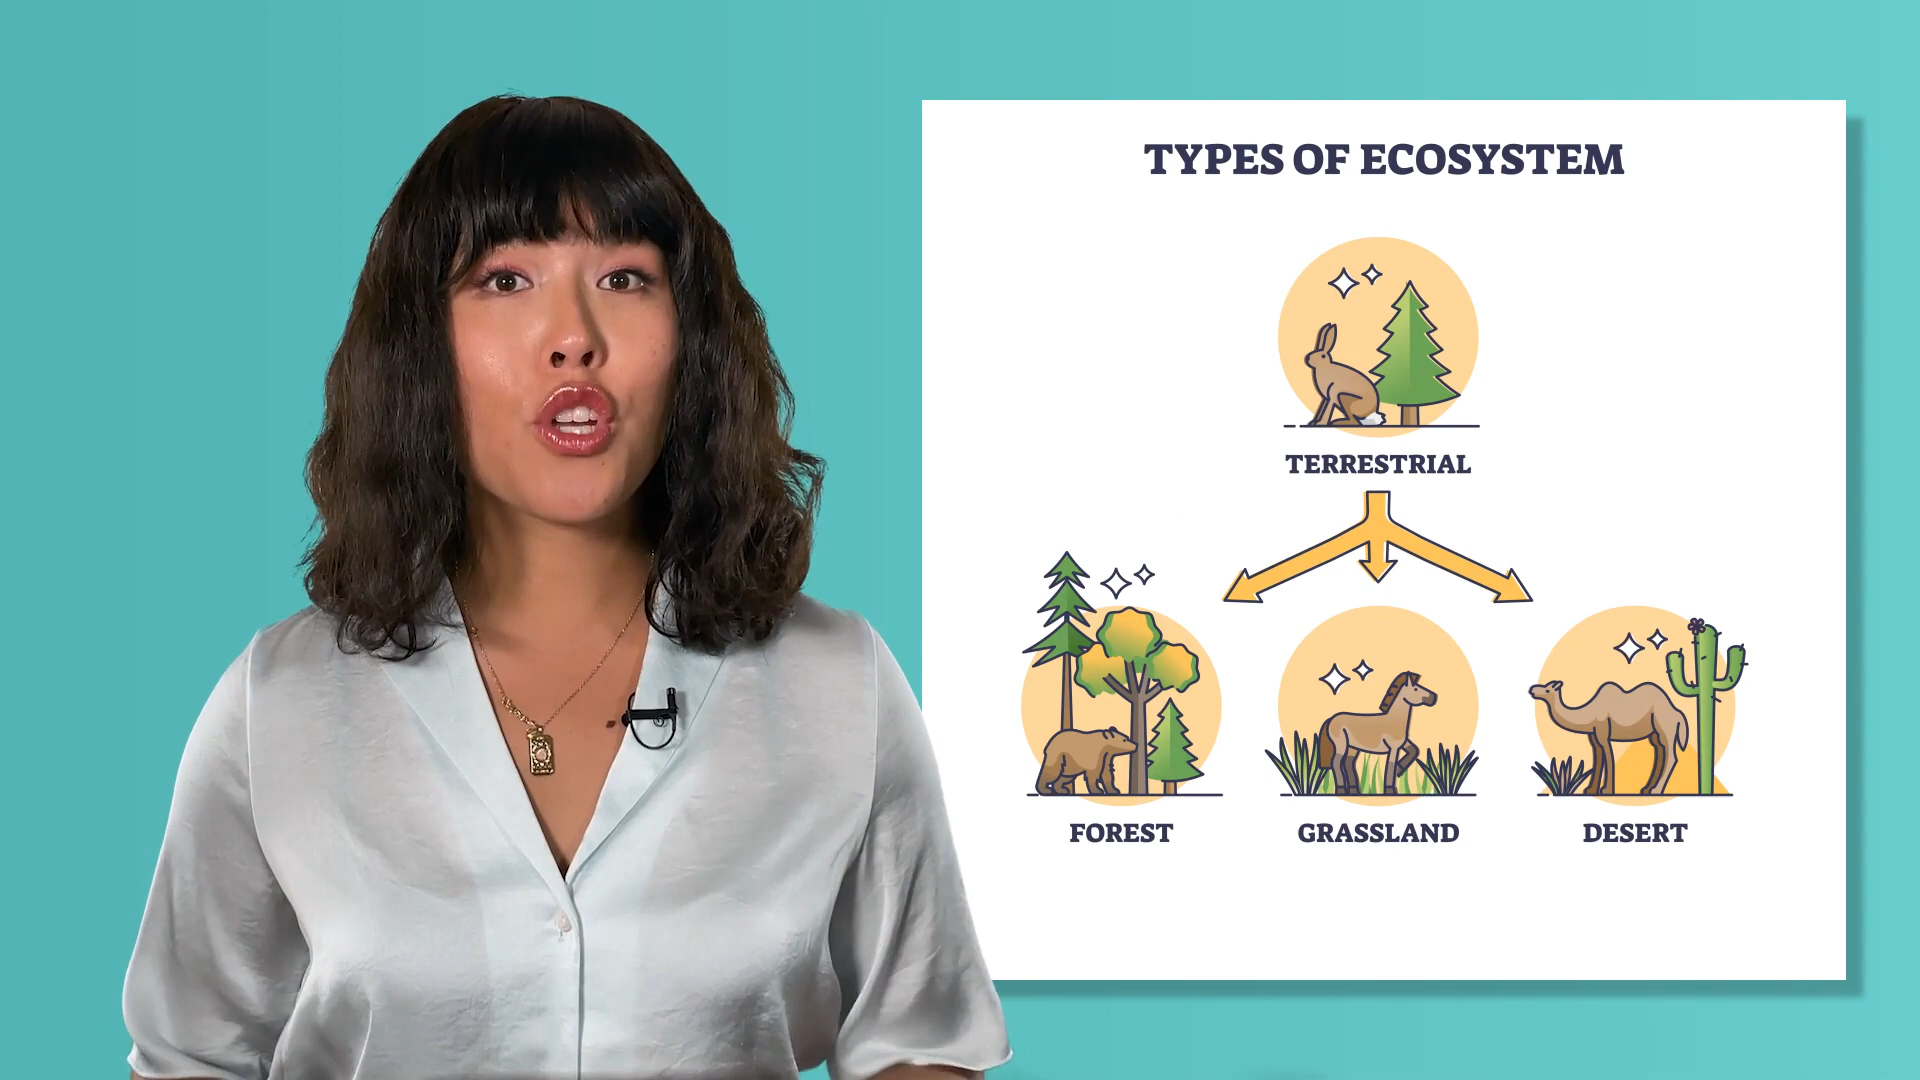 TYPES OF ECOSYSTEM
TERRESTRIAL
FOREST
GRASSLAND
DESERT